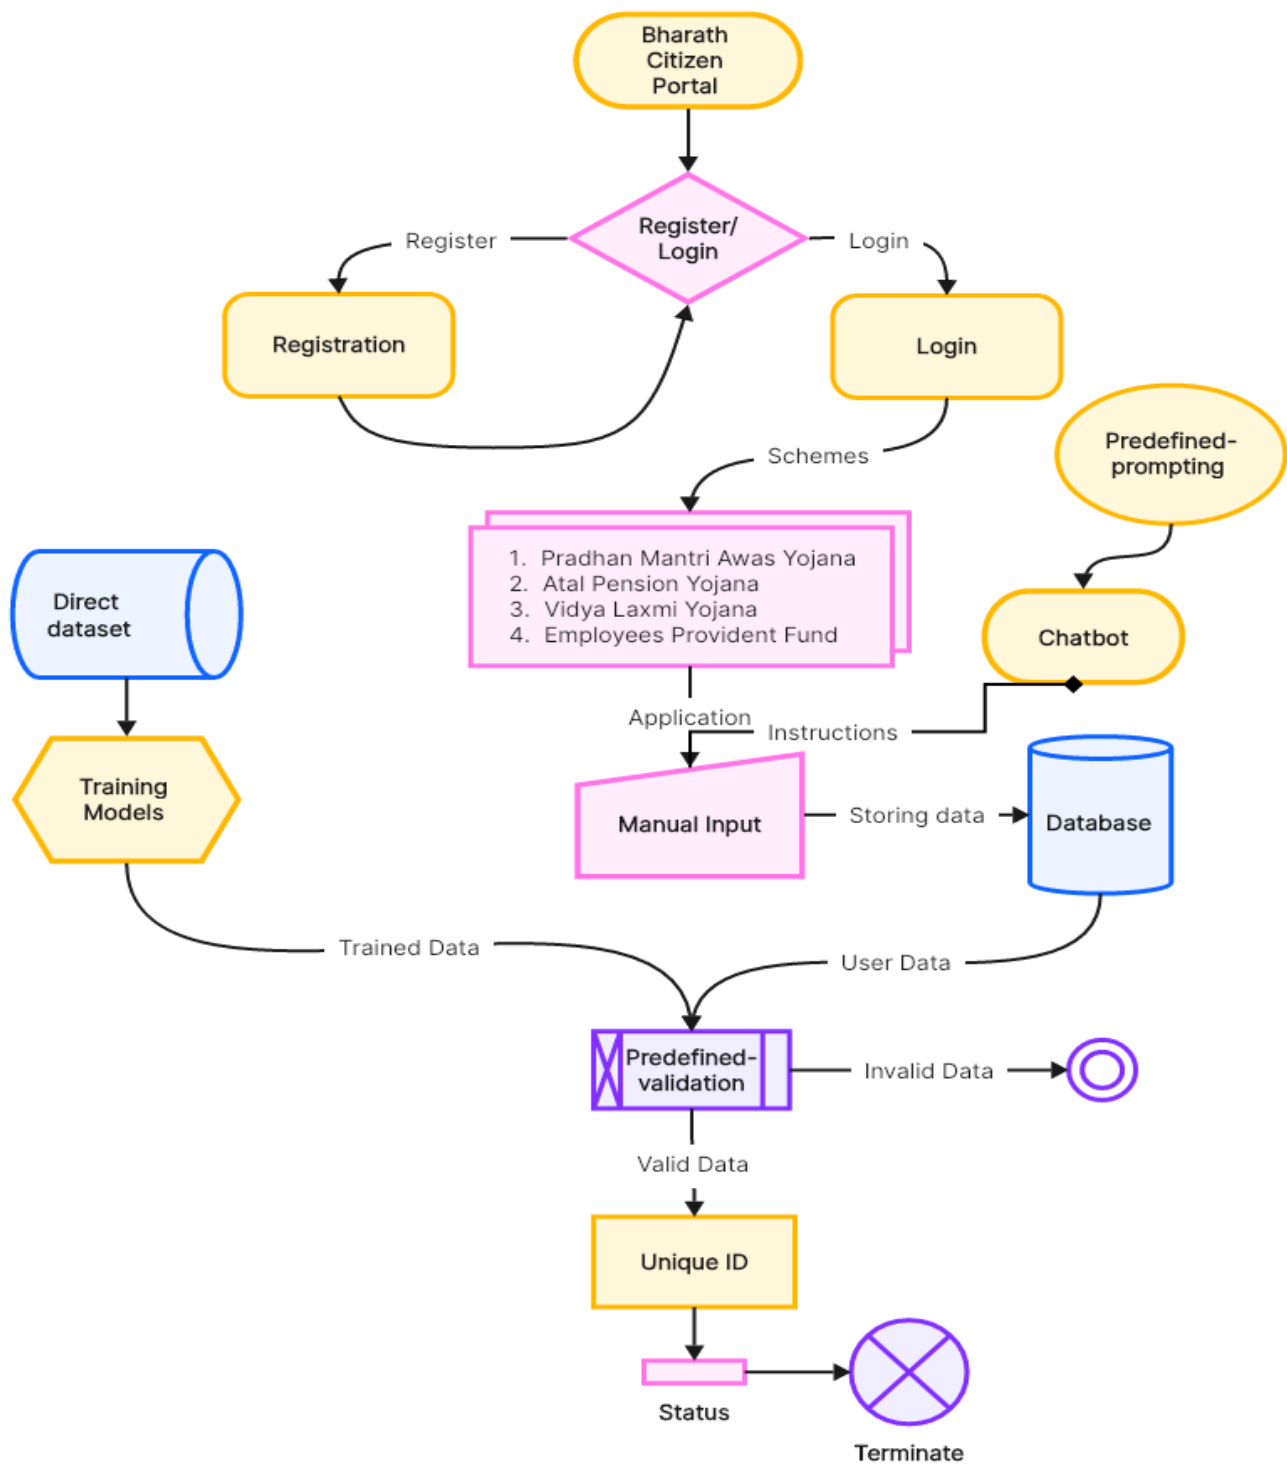 Bharath
Citizen
Portal
Register/
Login
Register
Login
Registration
Login
Schemes
Predefined-
prompting
1. Pradhan Mantri Awas Yojana
2. Atal Pension Yojana
3. Vidya Laxmi Yojana
4. Employees Provident Fund
Direct
dataset
Chatbot
Application
Instructions
Training
Models
Manual Input
Storing data
Database
Trained Data
User Data
Predefined-
validation
Invalid Data
Valid Data
Unique ID
Status
Terminate